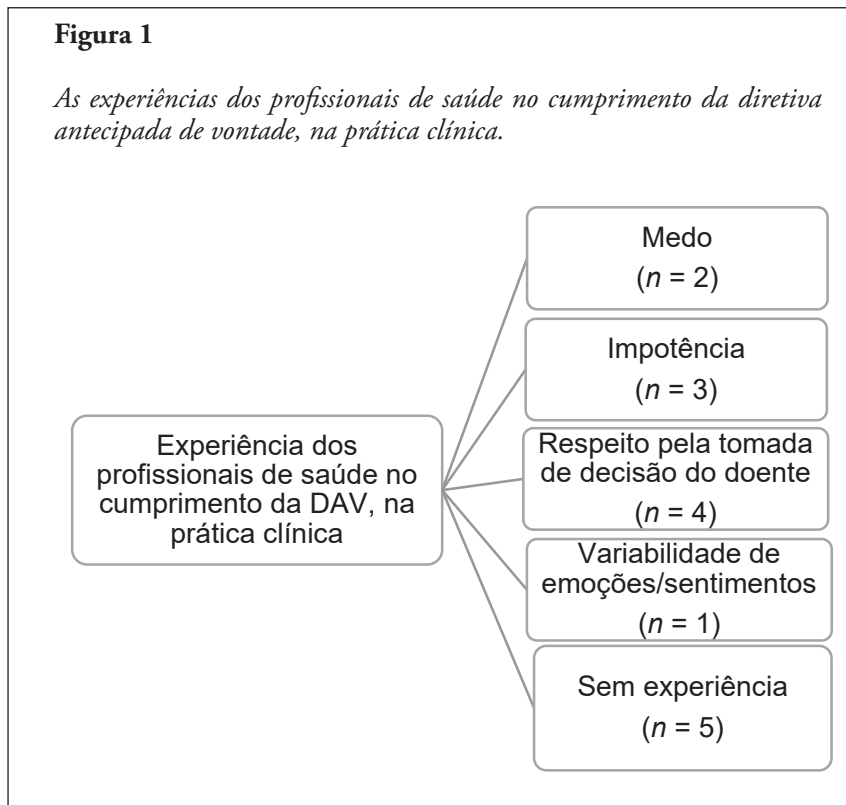 Figura 1
As experiências dos profissionais de saúde no cumprimento da diretiva
antecipada de vontade, na prática clínica.
Experiência dos
profissionais de saúde no
cumprimento da DAV, na
prática clínica
Medo
(n = 2)
Impotência
(n = 3)
Respeito pela tomada
de decisão do doente
(n = 4)
Variabilidade de
emoções/sentimentos
(n = 1)
Sem experiência
(n = 5)